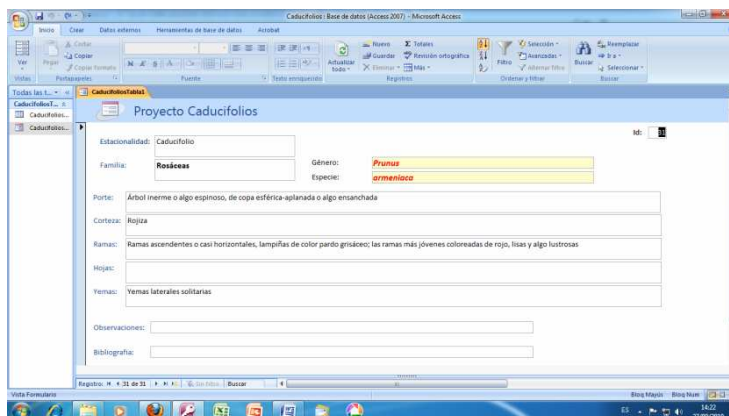 Caducifolios : Base de datos (Access 2007) - Microsoft Access
Inicio Crear Datos externos Herramientas de base de datos Acrobat
Ver
Pegar
Cortar
Copiar
Copiar formato
N K S
Actualizar todo
Nuevo
Guardar
Eliminar
Totales
Revisión ortográfica
Más
Filtro
Selección
Avanzadas
Alternar filtro
Buscar
Reemplazar
Ir a
Seleccionar
Vistas Portapapeles Fuente Texto enriquecido Registros Ordenar y filtrar Buscar
Todas las t...
CaducifoliosT...
Caducifolios...
Caducifolios...
CaducifoliosTabla1
Proyecto Caducifolios
Id: 31
Estacionalidad: Caducifolio
Familia: Rosáceas
Género: Prunus
Especie: armeniaca
Porte: Árbol inerme o algo espinoso, de copa esférica-aplanada o algo ensanchada
Corteza: Rojiza
Ramas: Ramas ascendentes o casi horizontales, lampiñas de color pardo grisáceo; las ramas más jóvenes coloreadas de rojo, lisas y algo lustrosas
Hojas:
Yemas: Yemas laterales solitarias
Observaciones:
Bibliografía:
Registro: 31 de 31 Sin filtro Buscar
Vista Formulario
Bloq Mayús Bloq Num
ES
14:22